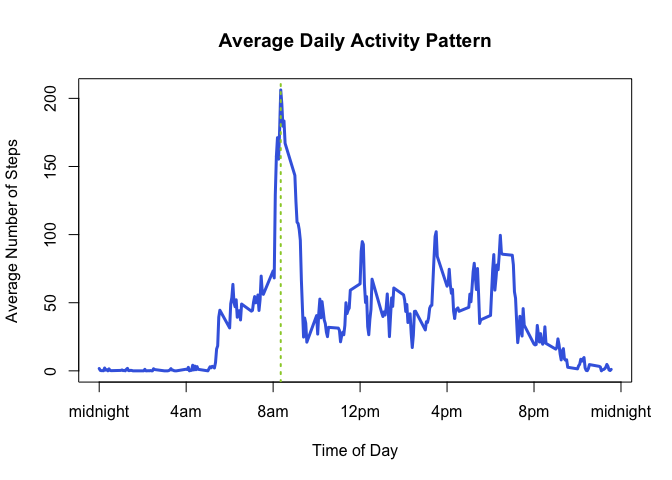 Average Daily Activity Pattern
Average Number of Steps
200
150
100
50
0
midnight 4am 8am 12pm 4pm 8pm midnight
Time of Day